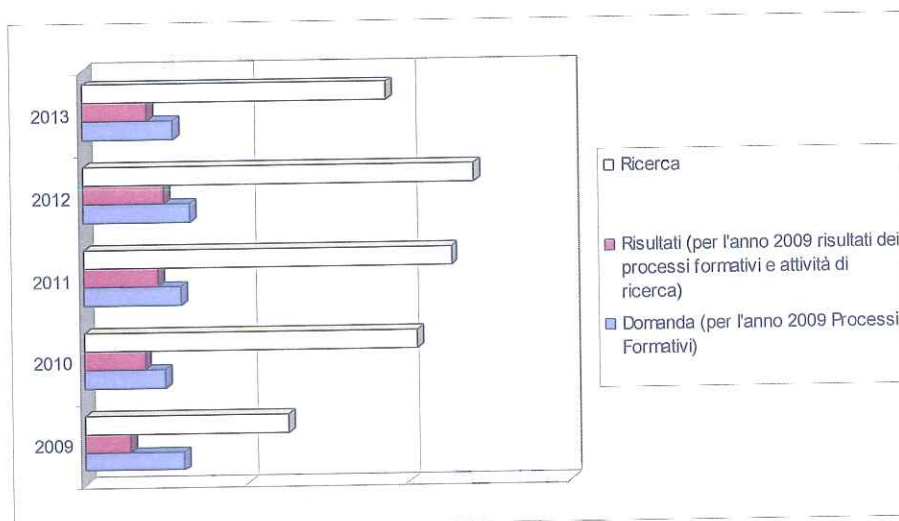 2013
2012
2011
2010
2009
Ricerca
Risultati (per l'anno 2009 risultati dei
processi formativi e attività di
ricerca)
Domanda (per l'anno 2009 Processi
Formativi)